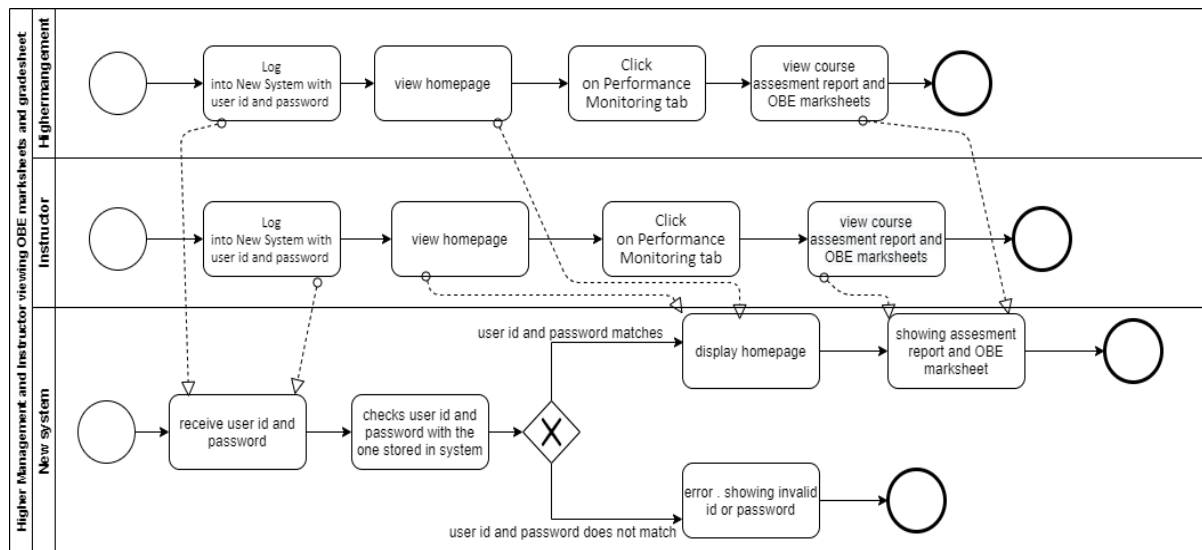 Higher Management and Instructor viewing OBE marksheets and gradesheet
Highermangement
Log
into New System with
user id and password
view homepage
Click
on Performance
Monitoring tab
view course
assesment report and
OBE marksheets
Instructor
Log
into New System with
user id and password
view homepage
Click
on Performance
Monitoring tab
view course
assesment report and
OBE marksheets
New system
receive user id and
password
checks user id and
password with the
one stored in system
user id and password matches
display homepage
showing assesment
report and OBE
marksheet
user id and password does not match
error . showing invalid
id or password